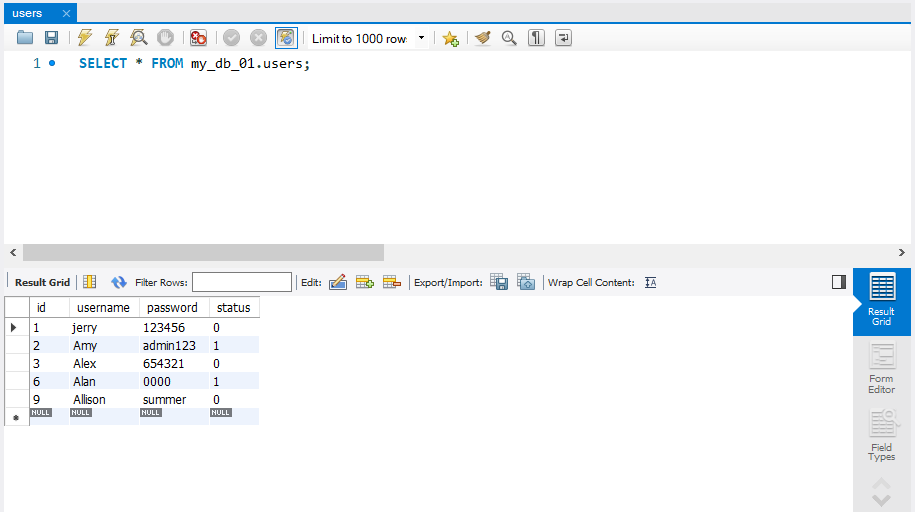 users
Limit to 1000 rows
1 SELECT * FROM my_db_01.users;
Result Grid Filter Rows: Edit: Export/Import: Wrap Cell Content:
id username password status
1 jerry 123456 0
2 Amy admin123 1
3 Alex 654321 0
6 Alan 0000 1
9 Allison summer 0
NULL NULL NULL NULL
Result
Grid
Form
Editor
Field
Types